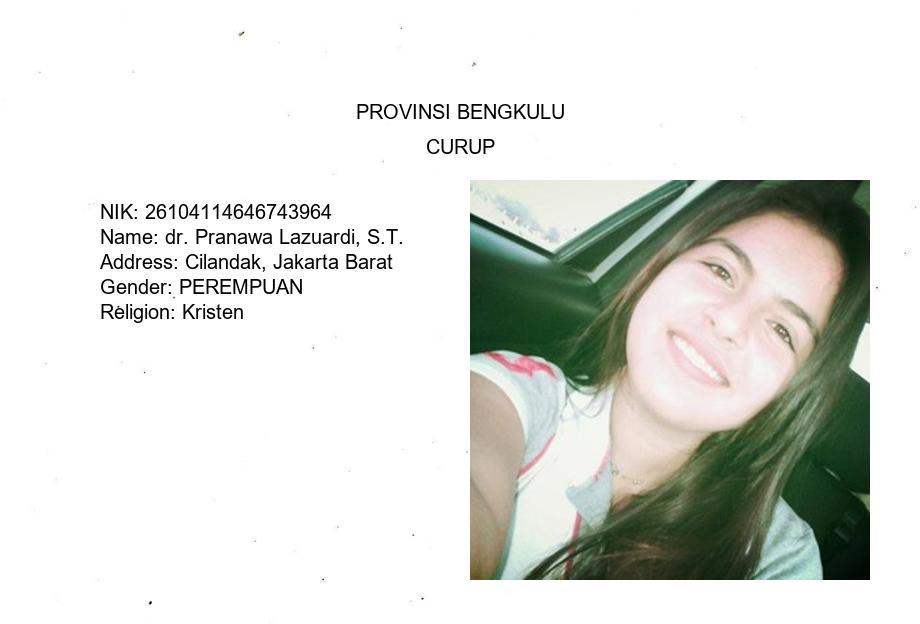 PROVINSI BENGKULU
CURUP
NIK: 26104114646743964
Name: dr. Pranawa Lazuardi, S.T.
Address: Cilandak, Jakarta Barat
Gender: PEREMPUAN
Religion: Kristen